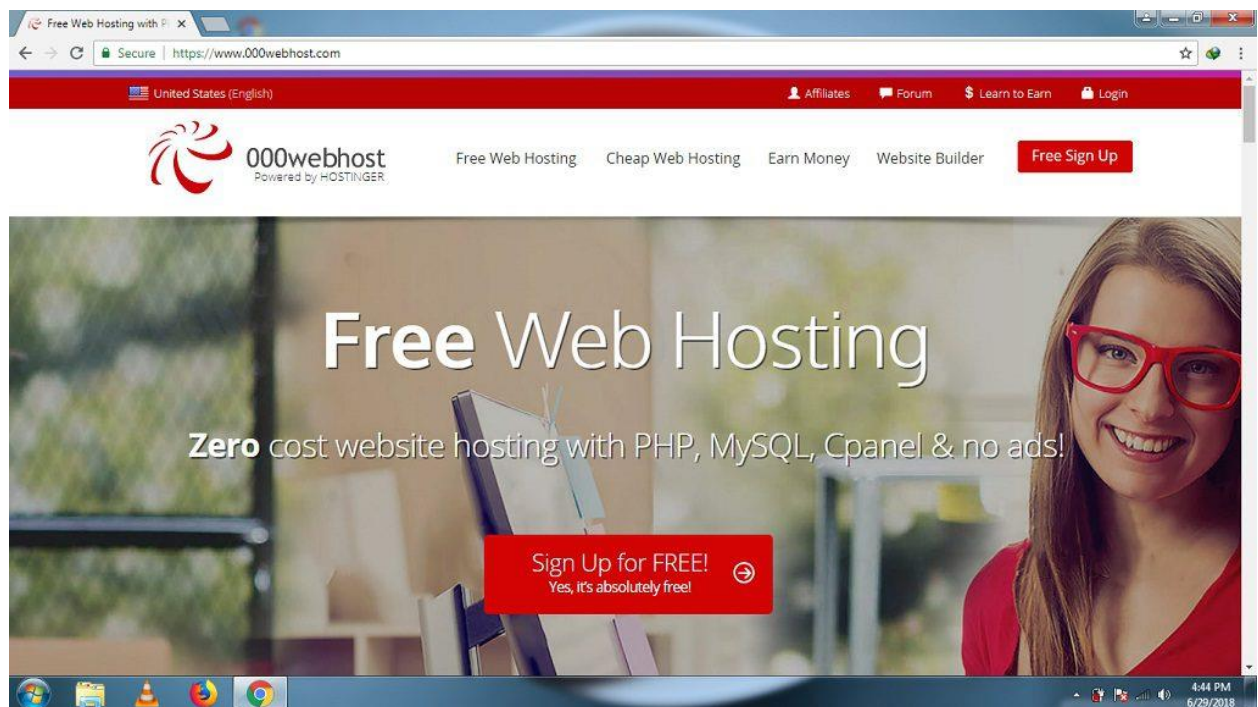 Free Web Hosting with P
Secure | https://www.000webhost.com
United States (English)
Affiliates
Forum
$ Learn to Earn
Login
000webhost
Powered by HOSTINGER
Free Web Hosting
Cheap Web Hosting
Earn Money
Website Builder
Free Sign Up
Free Web Hosting
Zero cost website hosting with PHP, MySQL, Cpanel & no ads!
Sign Up for FREE!
Yes, it's absolutely free!
4:44 PM
6/29/2018